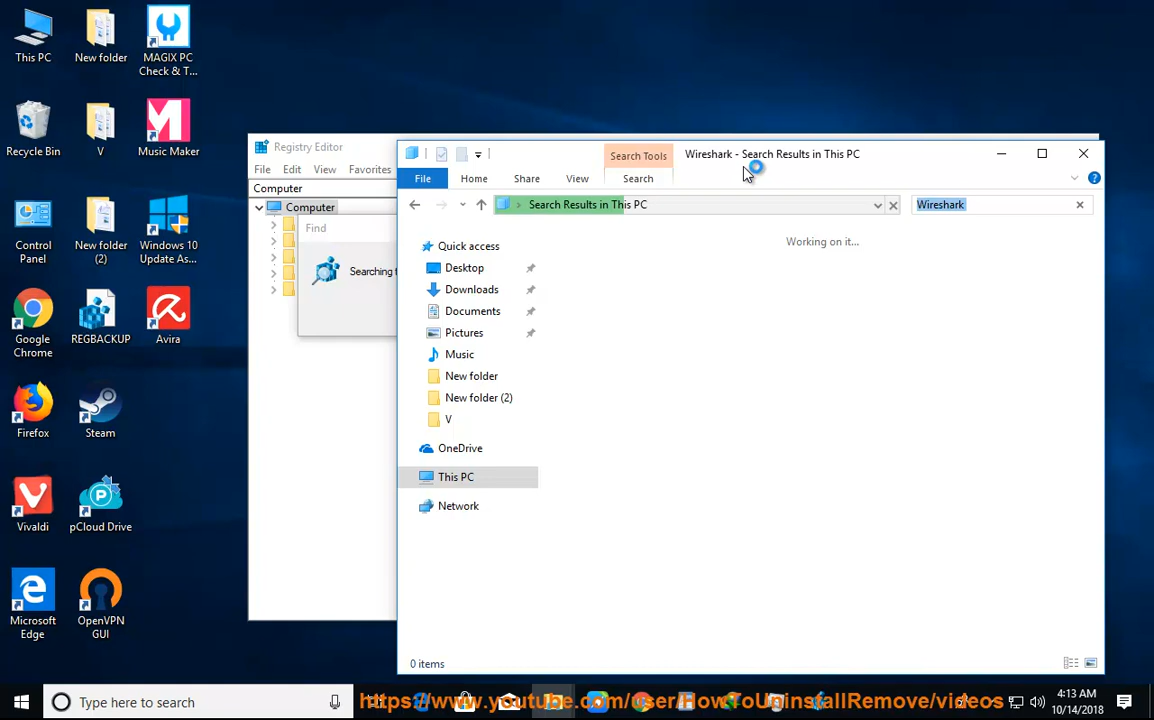 This PC
New folder
MAGIX PC
Check & T...
Recycle Bin
V
Music Maker
Control
Panel
New folder
(2)
Windows 10
Update As...
Google
Chrome
REGBACKUP
Avira
Firefox
Steam
Vivaldi
pCloud Drive
Microsoft
Edge
OpenVPN
GUI
Registry Editor
File Edit View Favorites
Computer
Computer
Find
Searching t
Search Tools
Wireshark - Search Results in This PC
File Home Share View Search
Search Results in This PC
Wireshark
Working on it...
Quick access
Desktop
Downloads
Documents
Pictures
Music
New folder
New folder (2)
V
OneDrive
This PC
Network
0 items
Type here to search
https://www.youtube.com/user/HowToUninstallRemove/videos
4:13 AM
10/14/2018